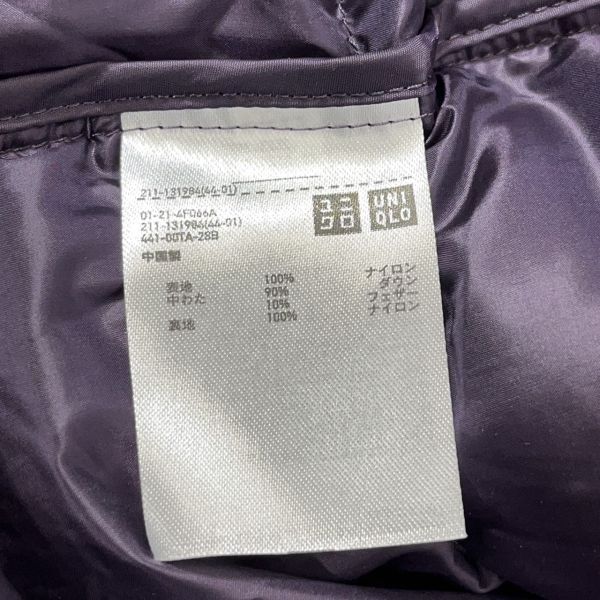 211-131984(44-01)
01-21-4F066A
211-131984(44-01)
441-00TA-28B
中国製
ユニ
クロ
UNI
QLO
表地 100% ナイロン
中わた 90% ダウン
10% フェザー
裏地 100% ナイロン